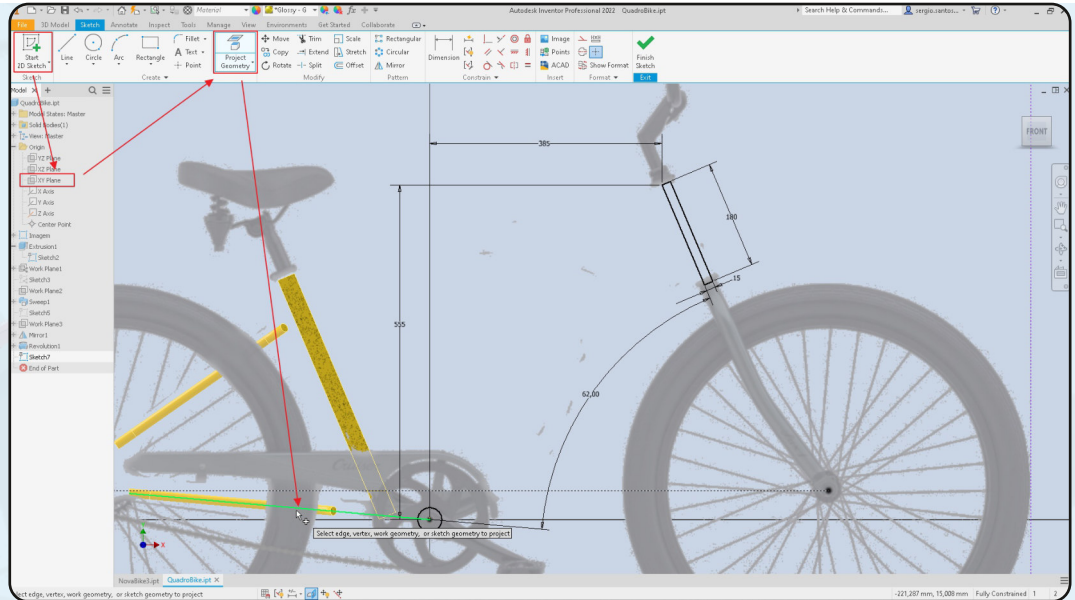 Material
*Glossy - G
Autodesk Inventor Professional 2022 QuadroBike.ipt
Search Help & Commands...
sergio.santos...
File 3D Model Sketch Annotate Inspect Tools Manage View Environments Get Started Collaborate
Start
2D Sketch
Line
Circle
Arc
Rectangle
Fillet
Text
Point
Project
Geometry
Move Trim Scale
Copy Extend Stretch
Rotate Split Offset
Rectangular
Circular
Mirror
Dimension
Image
Points
ACAD
Show Format
Finish
Sketch
Sketch Create Modify Pattern Constrain Insert Format Exit
Model
QuadroBike.ipt
Model States: Master
Solid Bodies(1)
View: Master
Origin
YZ Plane
XZ Plane
XY Plane
X Axis
Y Axis
Z Axis
Center Point
Imagem
Extrusion1
Sketch2
Work Plane1
Sketch3
Work Plane2
Sweep1
Sketch5
Work Plane3
Mirror1
Revolution1
Sketch7
End of Part
FRONT
385
180
15
555
62,00
Select edge, vertex, work geometry, or sketch geometry to project
X
NovaBike3.ipt QuadroBike.ipt
edge, vertex, work geometry, or sketch geometry to project
-221,287 mm, 15,008 mm Fully Constrained 1 2